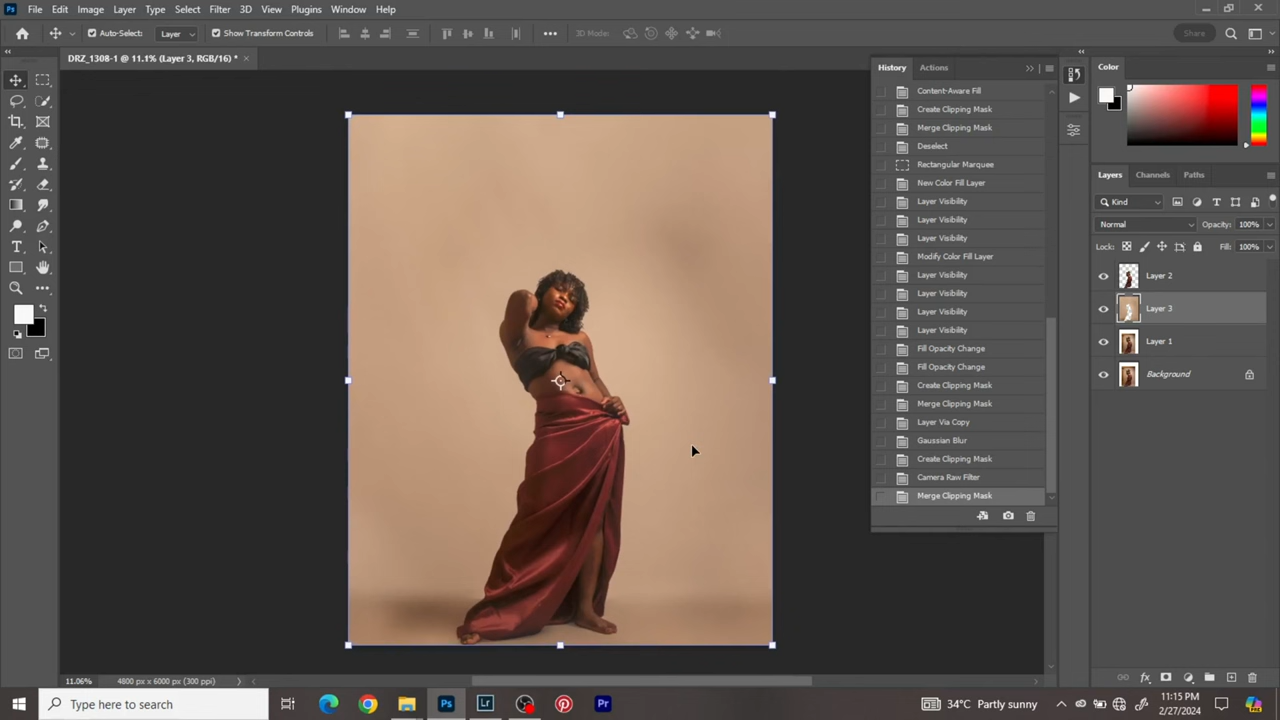 Ps File Edit Image Layer Type Select Filter 3D View Plugins Window Help
Auto-Select: Layer Show Transform Controls 3D Mode: Share
DRZ_1308-1 @ 11.1% (Layer 3, RGB/16) *
History Actions
Content-Aware Fill
Create Clipping Mask
Merge Clipping Mask
Deselect
Rectangular Marquee
New Color Fill Layer
Layer Visibility
Layer Visibility
Layer Visibility
Modify Color Fill Layer
Layer Visibility
Layer Visibility
Layer Visibility
Layer Visibility
Fill Opacity Change
Fill Opacity Change
Create Clipping Mask
Merge Clipping Mask
Layer Via Copy
Gaussian Blur
Create Clipping Mask
Camera Raw Filter
Merge Clipping Mask
Color
Layers Channels Paths
Kind
Normal Opacity: 100%
Lock: Fill: 100%
Layer 2
Layer 3
Layer 1
Background
11.06% 4800 px x 6000 px (300 ppi)
Type here to search
Ps Lr Pr
34°C Partly sunny
11:15 PM
2/27/2024